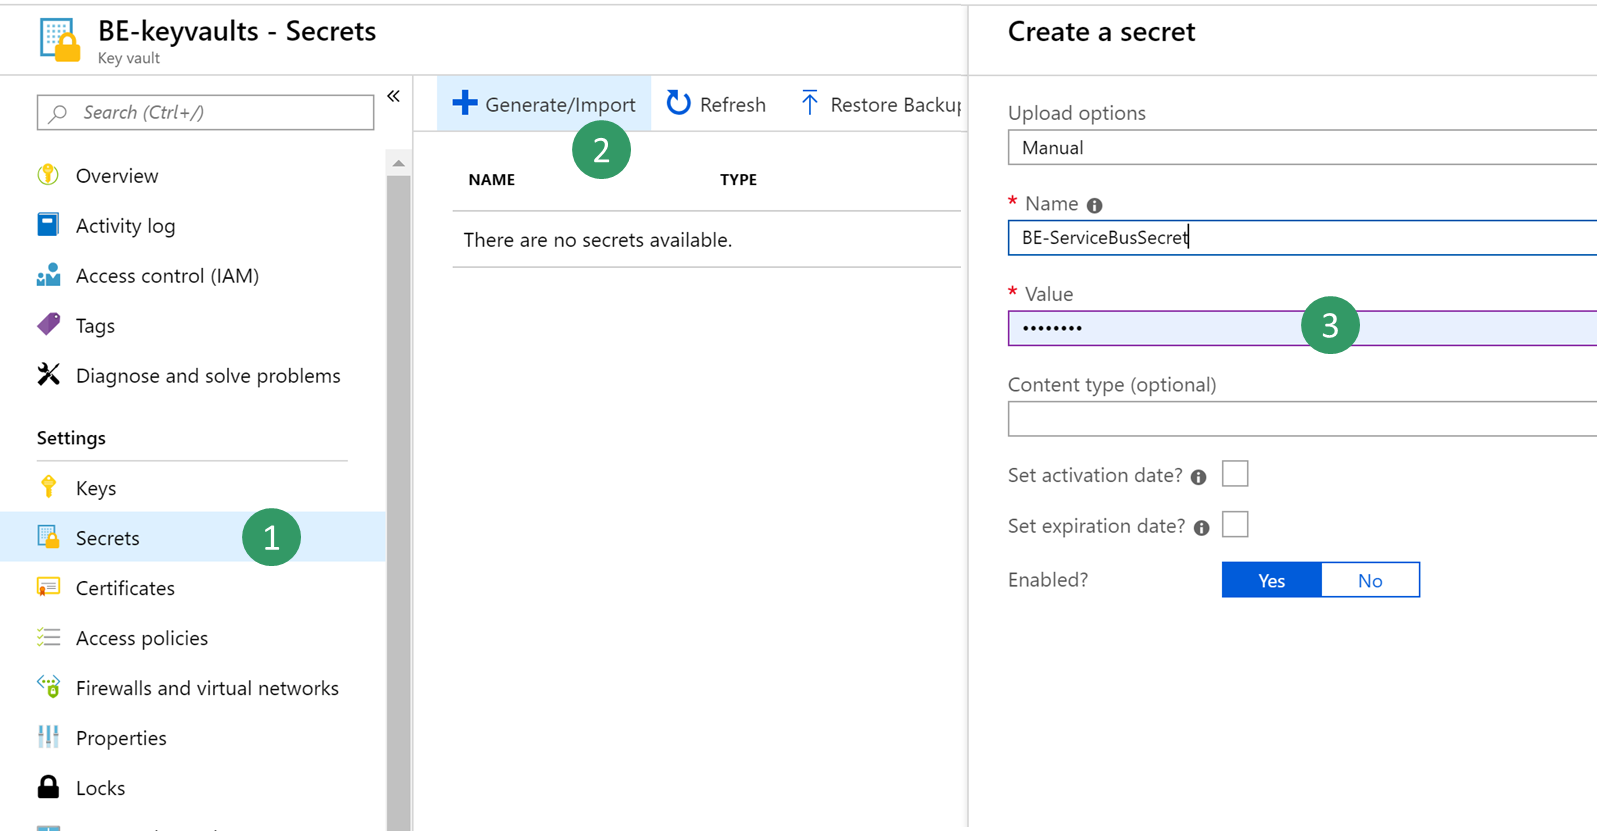 BE-keyvaults - Secrets
Key vault
Search (Ctrl+/)
«
Overview
Activity log
Access control (IAM)
Tags
Diagnose and solve problems
Settings
Keys
Secrets
1
Certificates
Access policies
Firewalls and virtual networks
Properties
Locks
Generate/Import
Refresh
Restore Backup
2
NAME TYPE
There are no secrets available.
Create a secret
Upload options
Manual
* Name
BE-ServiceBusSecret
* Value
••••••••
3
Content type (optional)
Set activation date?
Set expiration date?
Enabled?
Yes No